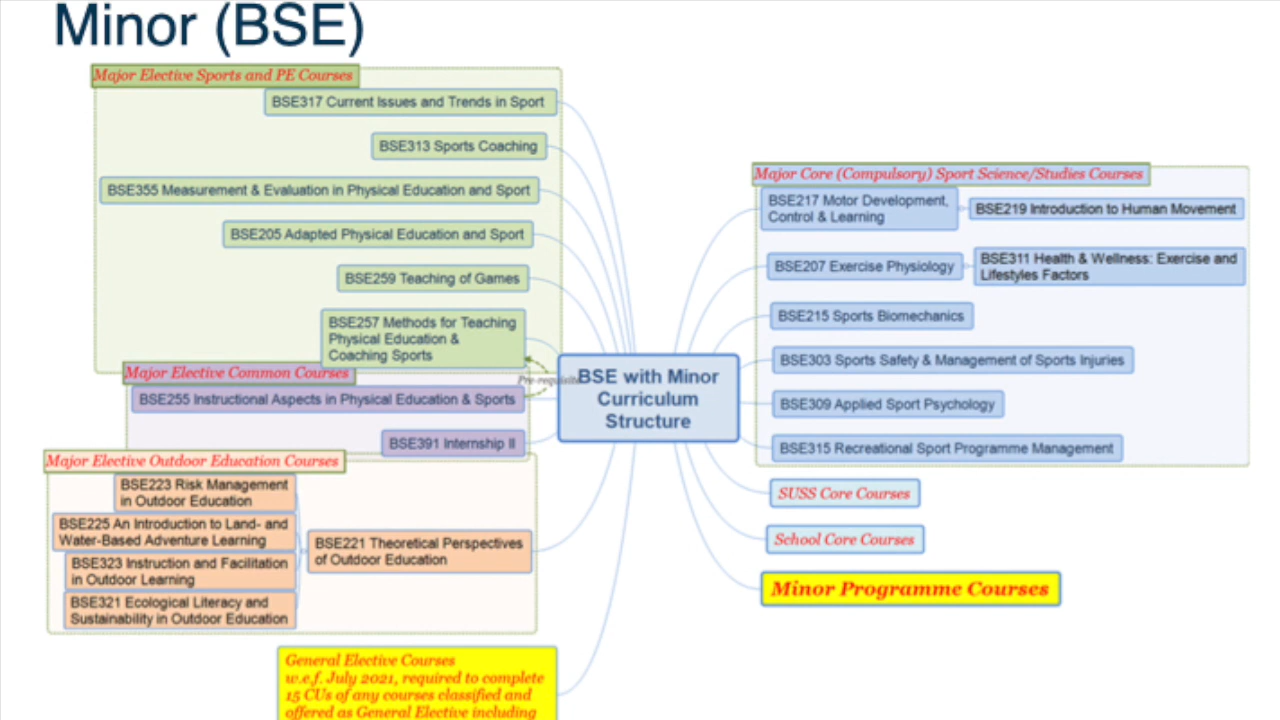 Minor (BSE)
Major Elective Sports and PE Courses
BSE317 Current Issues and Trends in Sport
BSE313 Sports Coaching
BSE355 Measurement & Evaluation in Physical Education and Sport
BSE205 Adapted Physical Education and Sport
BSE259 Teaching of Games
BSE257 Methods for Teaching
Physical Education &
Coaching Sports
Major Elective Common Courses
BSE255 Instructional Aspects in Physical Education & Sports
BSE391 Internship II
Pre-requisite
Major Elective Outdoor Education Courses
BSE223 Risk Management
in Outdoor Education
BSE225 An Introduction to Land- and
Water-Based Adventure Learning
BSE323 Instruction and Facilitation
in Outdoor Learning
BSE321 Ecological Literacy and
Sustainability in Outdoor Education
BSE221 Theoretical Perspectives
of Outdoor Education
General Elective Courses
w.e.f. July 2021, required to complete
15 CUs of any courses classified and
offered as General Elective including
BSE with Minor
Curriculum
Structure
Major Core (Compulsory) Sport Science/Studies Courses
BSE217 Motor Development,
Control & Learning
BSE219 Introduction to Human Movement
BSE207 Exercise Physiology
BSE311 Health & Wellness: Exercise and
Lifestyles Factors
BSE215 Sports Biomechanics
BSE303 Sports Safety & Management of Sports Injuries
BSE309 Applied Sport Psychology
BSE315 Recreational Sport Programme Management
SUSS Core Courses
School Core Courses
Minor Programme Courses